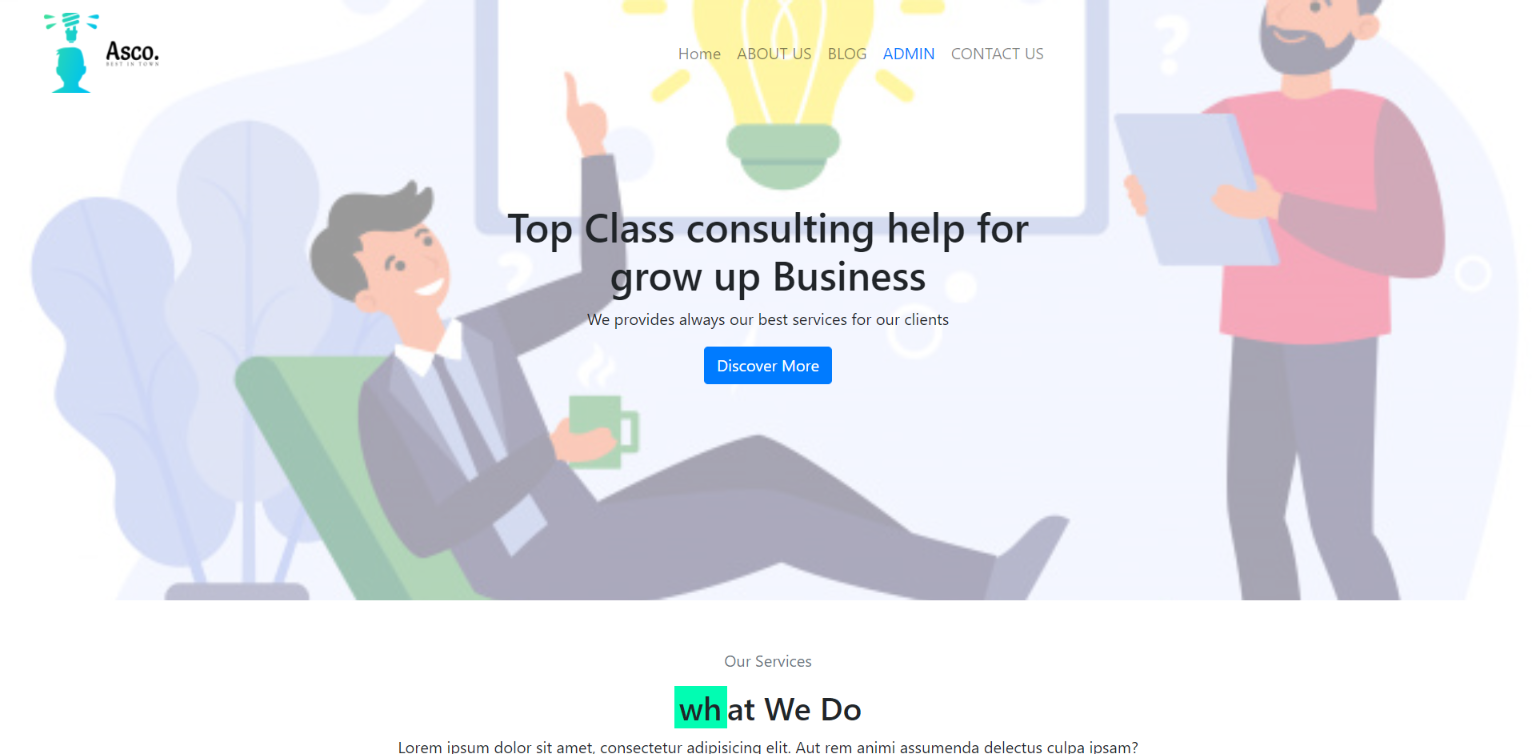 Asco.
BEST IN TOWN
Home ABOUT US BLOG ADMIN CONTACT US
Top Class consulting help for
grow up Business
We provides always our best services for our clients
Discover More
Our Services
what We Do
Lorem ipsum dolor sit amet, consectetur adipisicing elit. Aut rem animi assumenda delectus culpa ipsam?